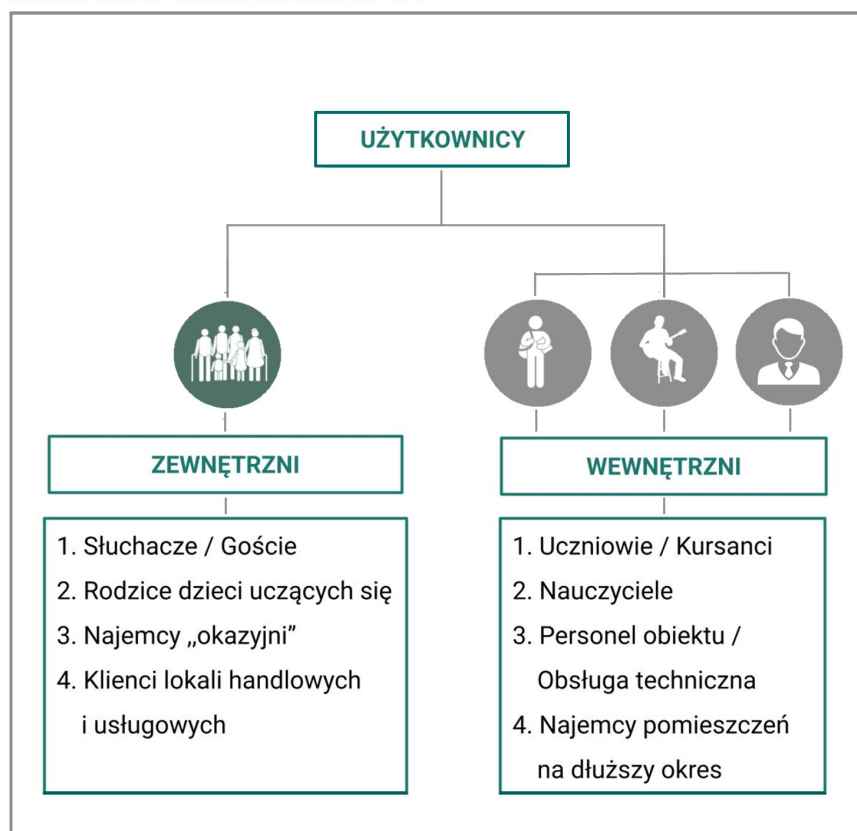 UŻYTKOWNICY
ZEWNĘTRZNI
1. Słuchacze / Goście
2. Rodzice dzieci uczących się
3. Najemcy „okazyjni”
4. Klienci lokali handlowych
i usługowych
WEWNĘTRZNI
1. Uczniowie / Kursanci
2. Nauczyciele
3. Personel obiektu /
Obsługa techniczna
4. Najemcy pomieszczeń
na dłuższy okres